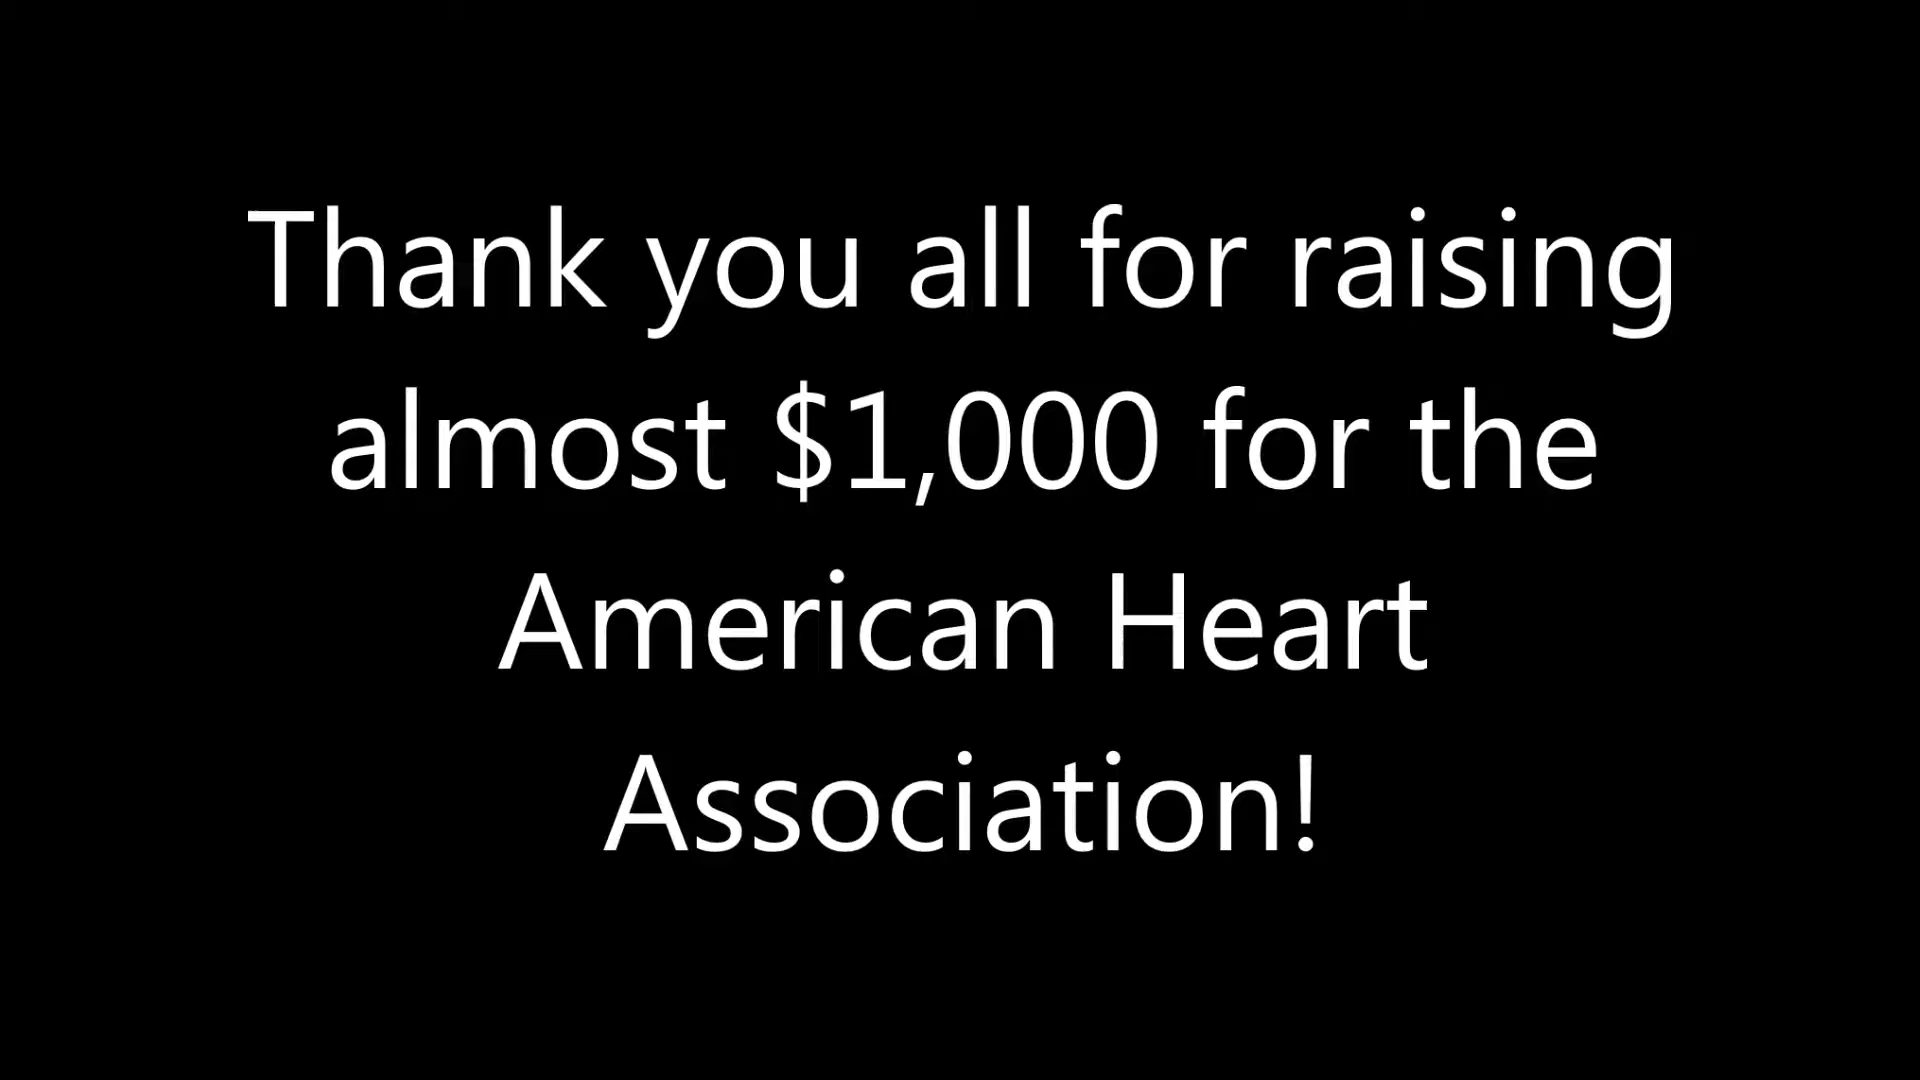 Thank you all for raising
almost $1,000 for the
American Heart
Association!